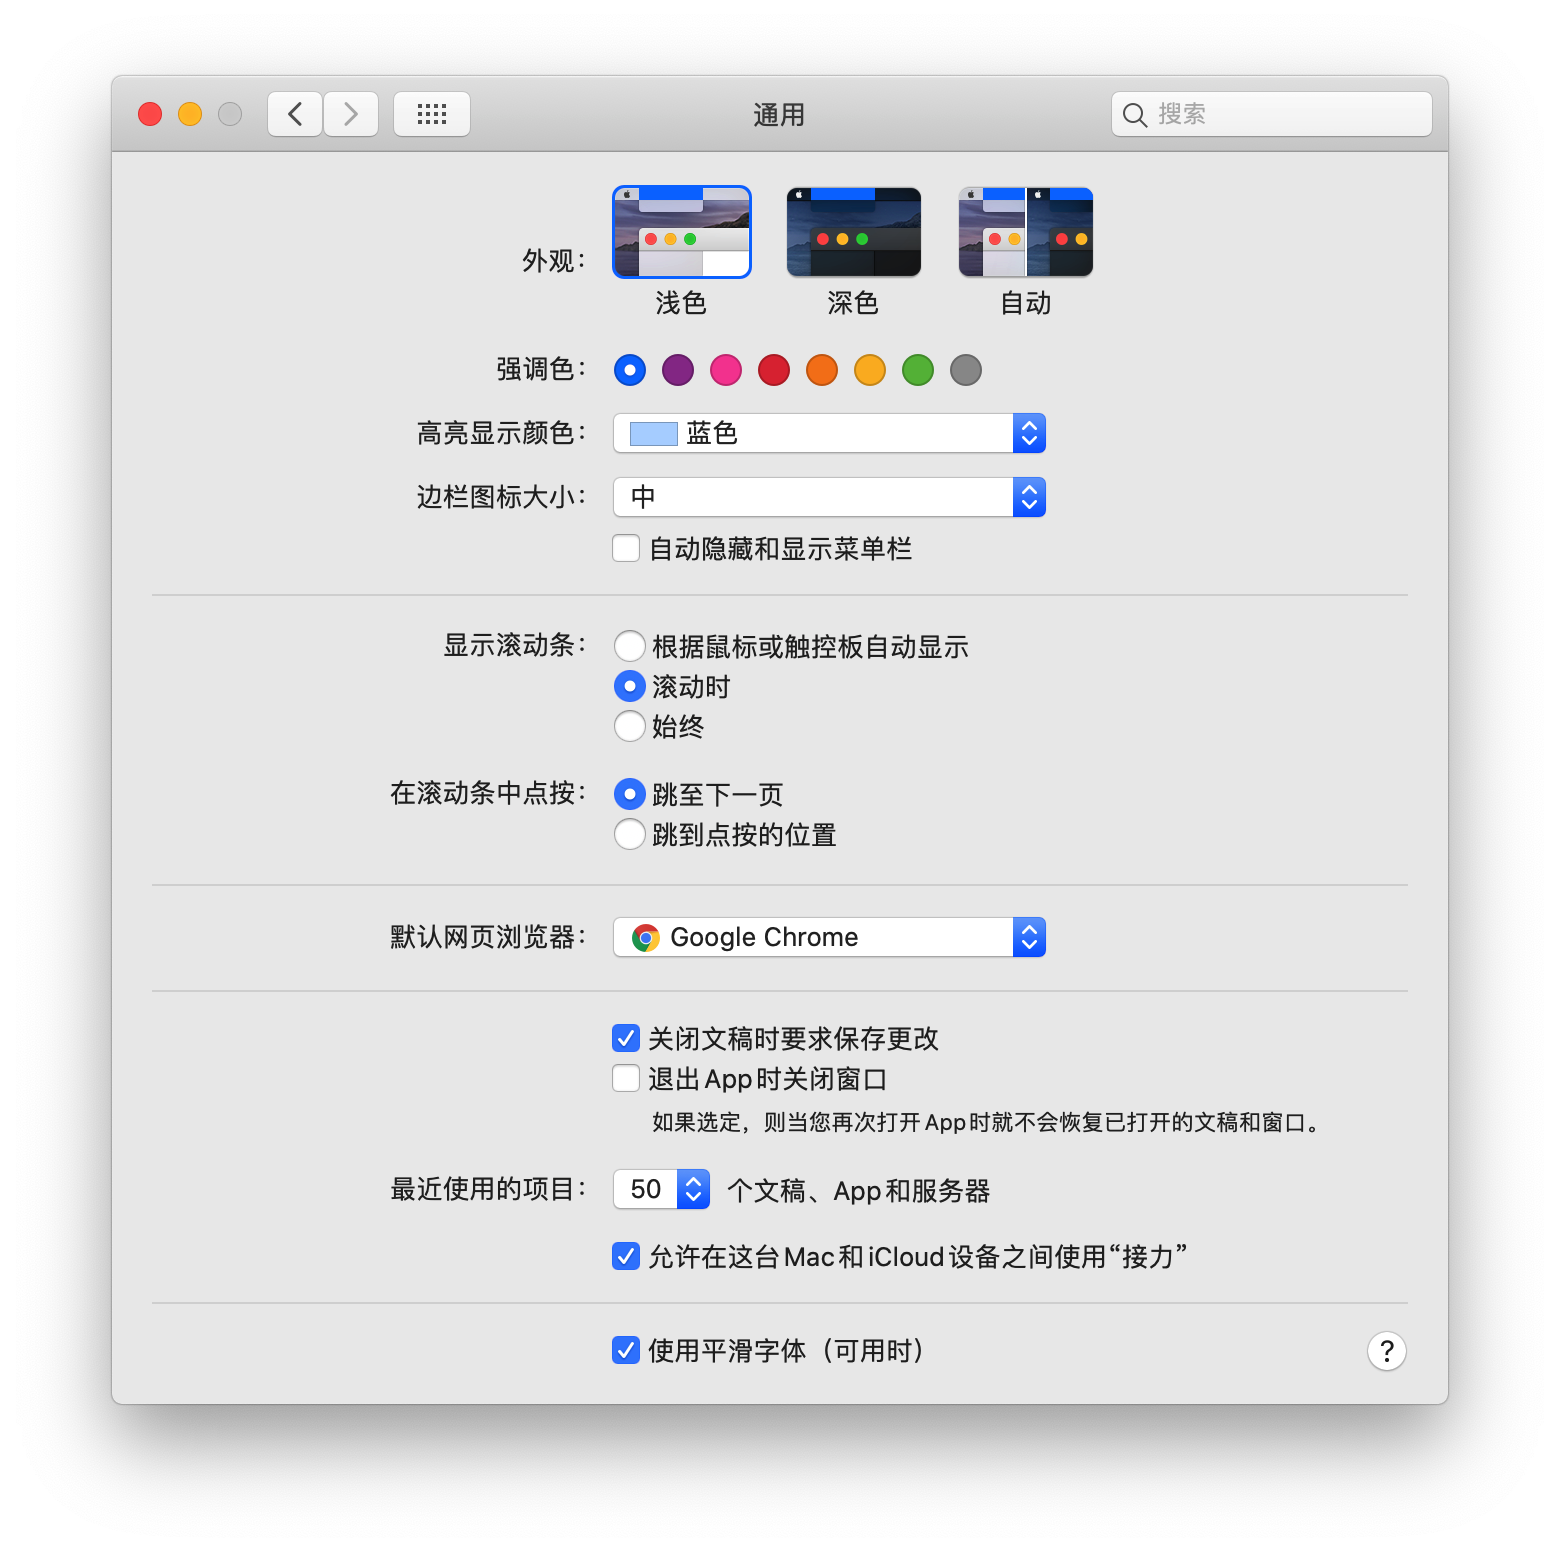 通用
搜索
外观：
浅色 深色 自动
强调色：
高亮显示颜色： 蓝色
边栏图标大小： 中
自动隐藏和显示菜单栏
显示滚动条： 根据鼠标或触控板自动显示
滚动时
始终
在滚动条中点按： 跳至下一页
跳到点按的位置
默认网页浏览器： Google Chrome
关闭文稿时要求保存更改
退出App时关闭窗口
如果选定，则当您再次打开App时就不会恢复已打开的文稿和窗口。
最近使用的项目： 50 个文稿、App和服务器
允许在这台Mac和iCloud设备之间使用“接力”
使用平滑字体（可用时）
?